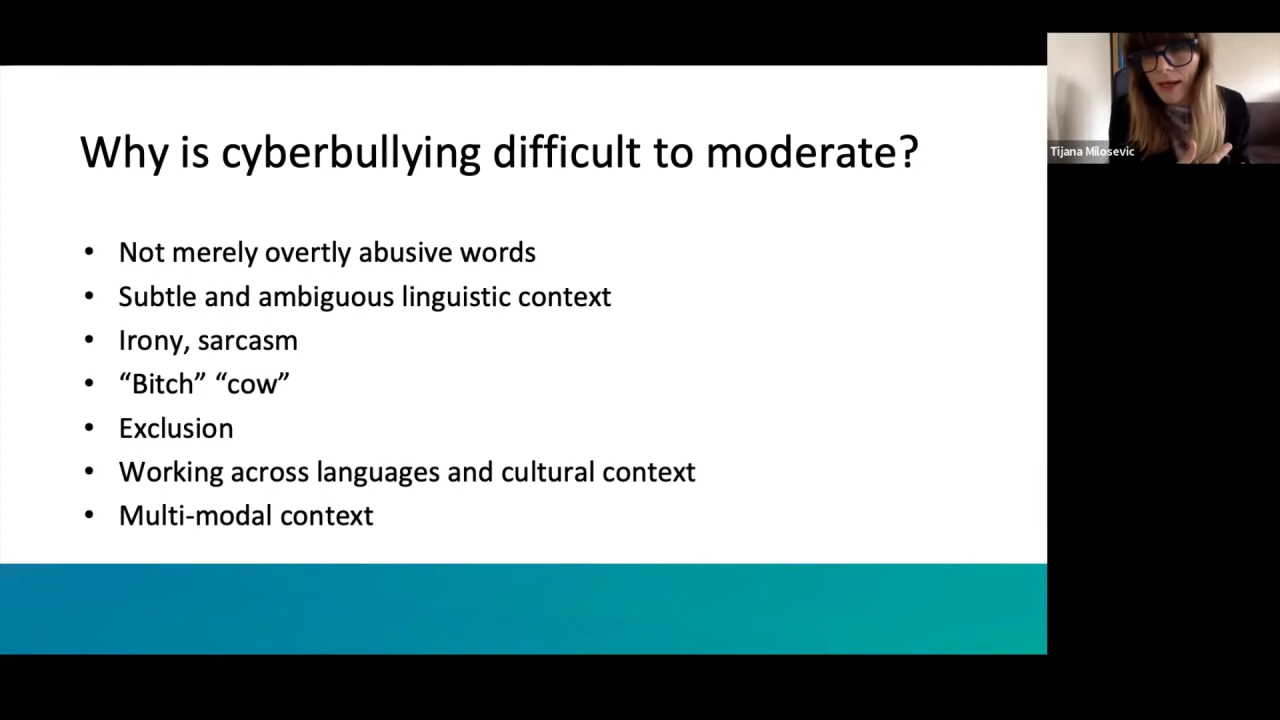 Why is cyberbullying difficult to moderate?
• Not merely overtly abusive words
• Subtle and ambiguous linguistic context
• Irony, sarcasm
• “Bitch” “cow”
• Exclusion
• Working across languages and cultural context
• Multi-modal context
Tijana Milosevic